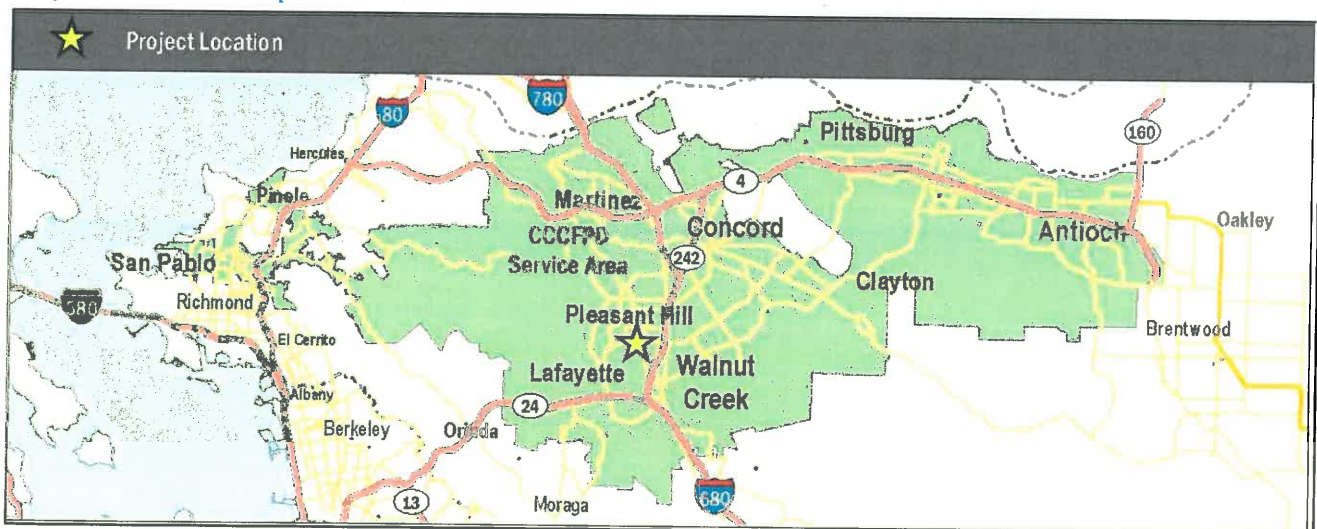 Project Location
780
80
160
Pittsburg
Hercules
4
Pinole
Martinez
Oakley
Concord
CCCFPD
Antioch
San Pablo
242
Service Area
Clayton
Richmond
580
Pleasant Hill
Brentwood
El Cerrito
Walnut
Lafayette
Creek
Albany
24
Berkeley
Orinda
680
13
Moraga